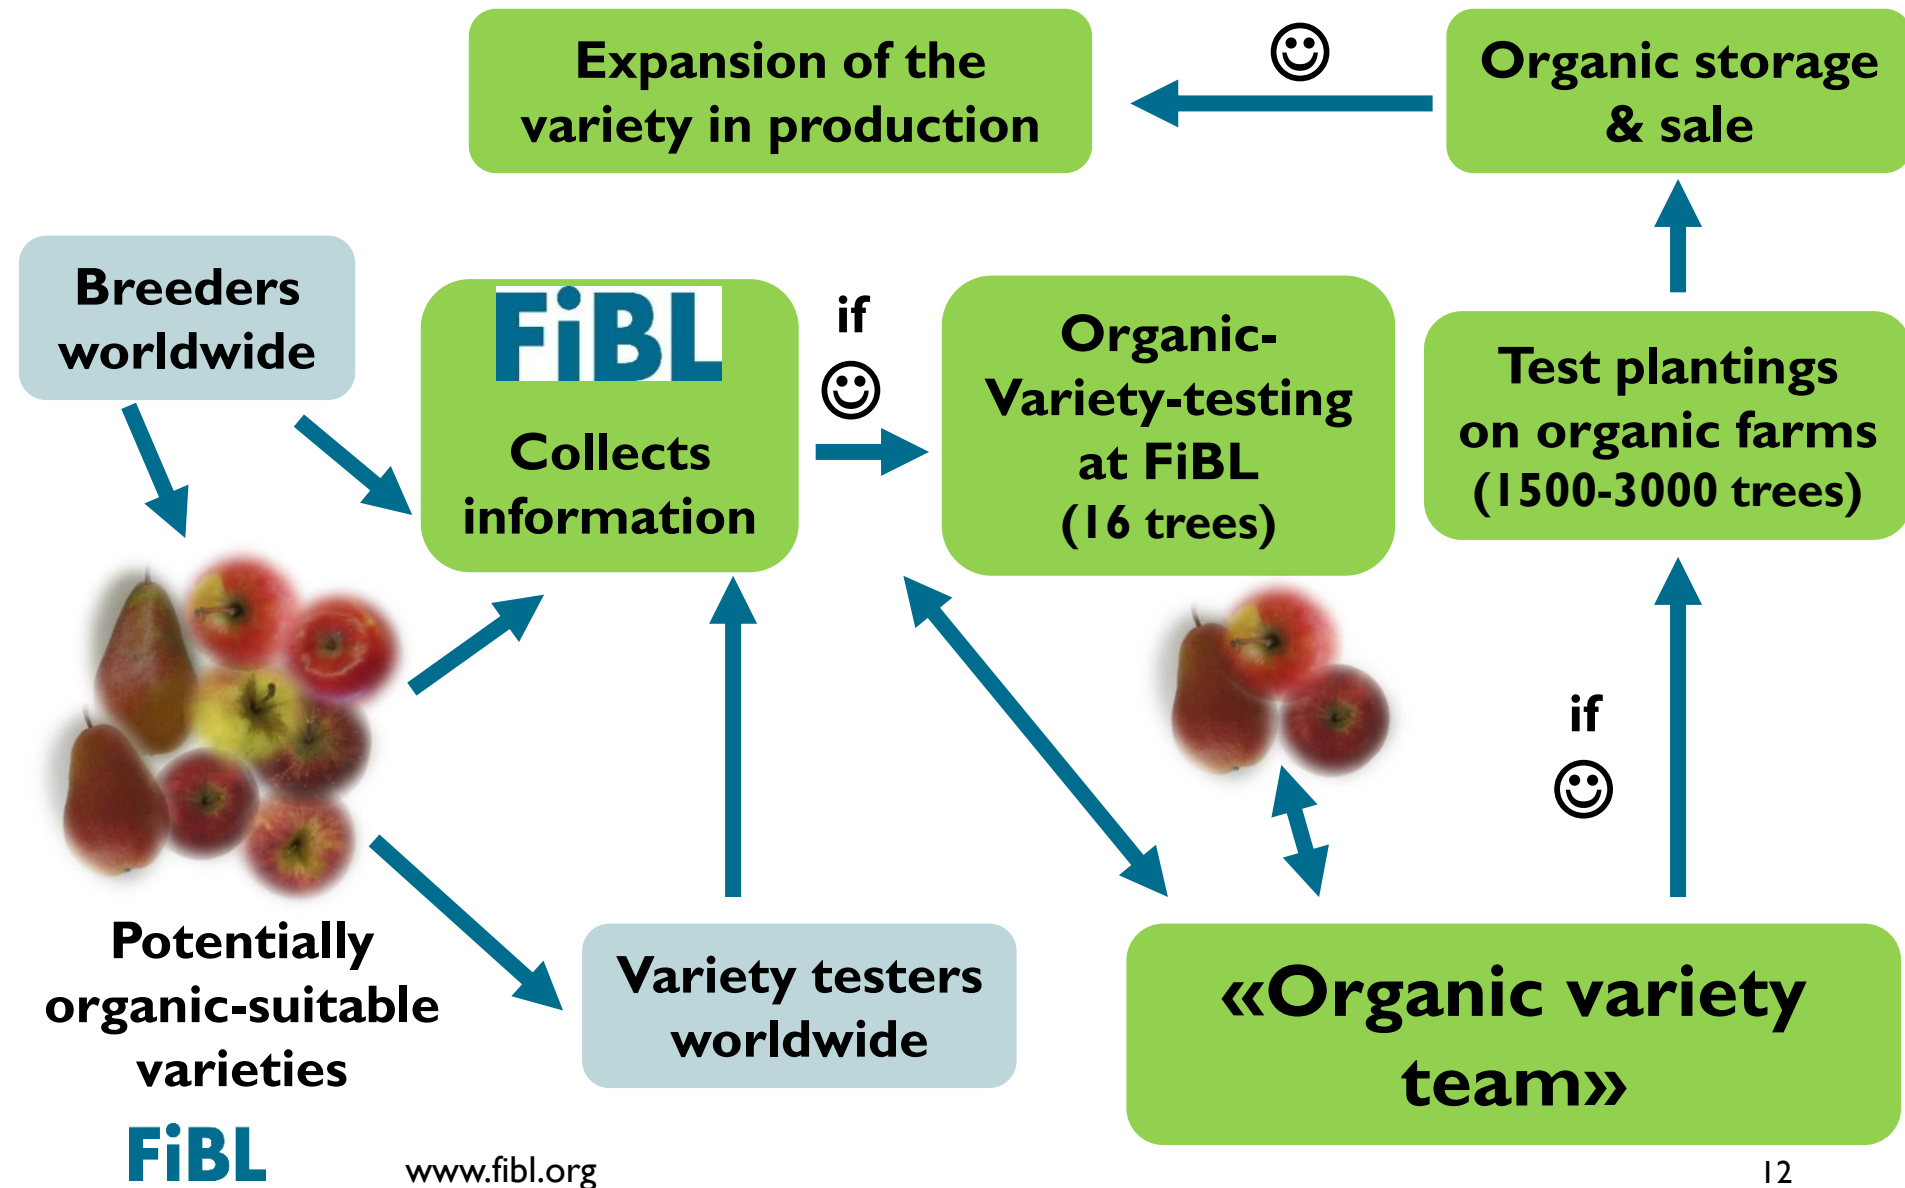 Expansion of the
variety in production
Organic storage
& sale
Breeders
worldwide
FiBL
Collects
information
if
Organic-
Variety-testing
at FiBL
(16 trees)
Test plantings
on organic farms
(1500-3000 trees)
if
Potentially
organic-suitable
varieties
Variety testers
worldwide
«Organic variety
team»
FiBL
www.fibl.org
12